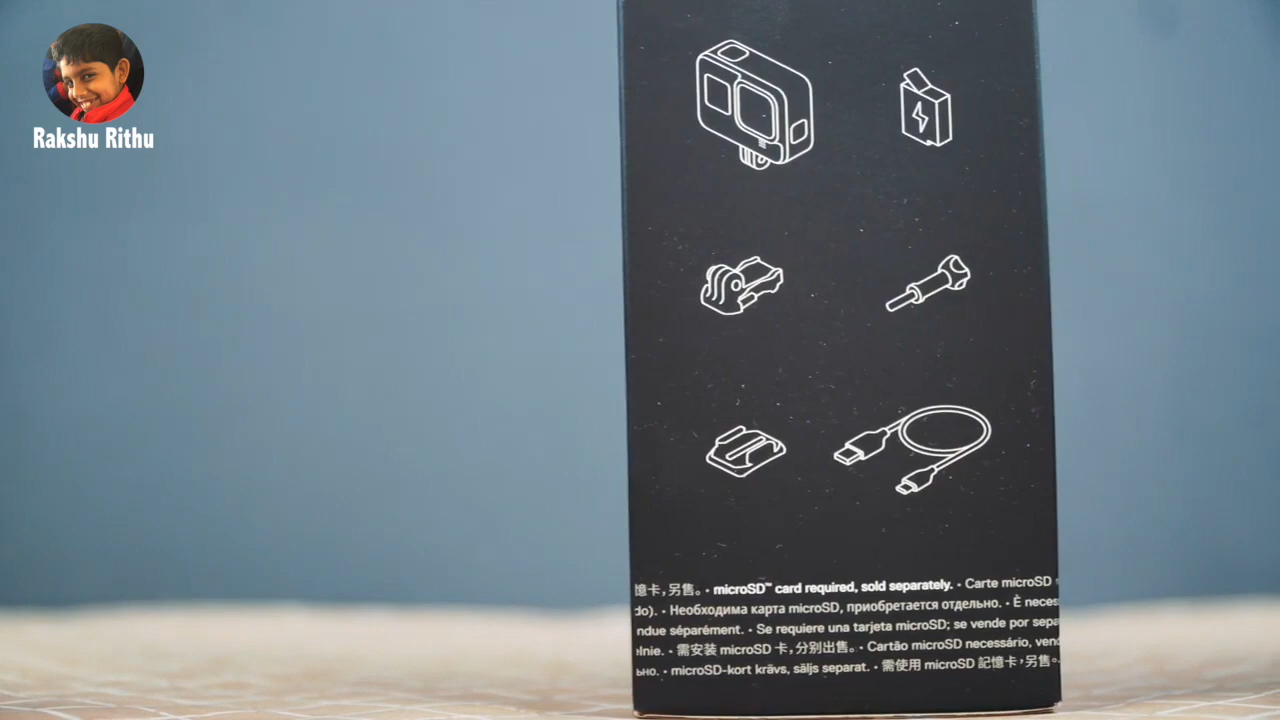 Rakshu Rithu
憶卡，另售。 • microSD™ card required, sold separately. • Carte microSD
do). • Необходима карта microSD, приобретается отдельно. • È neces
ndue séparément. • Se requiere una tarjeta microSD; se vende por sepa
elnie. • 需安装 microSD 卡，分别出售。 • Cartão microSD necessário, vend
ьно. • microSD-kort krävs, säljs separat. • 需使用 microSD 記憶卡，另售。